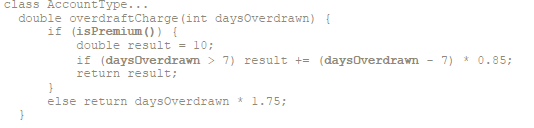 class AccountType...
double overdraftCharge(int daysOverdrawn) {
if (isPremium()) {
double result = 10;
if (daysOverdrawn > 7) result += (daysOverdrawn - 7) * 0.85;
return result;
}
else return daysOverdrawn * 1.75;
}